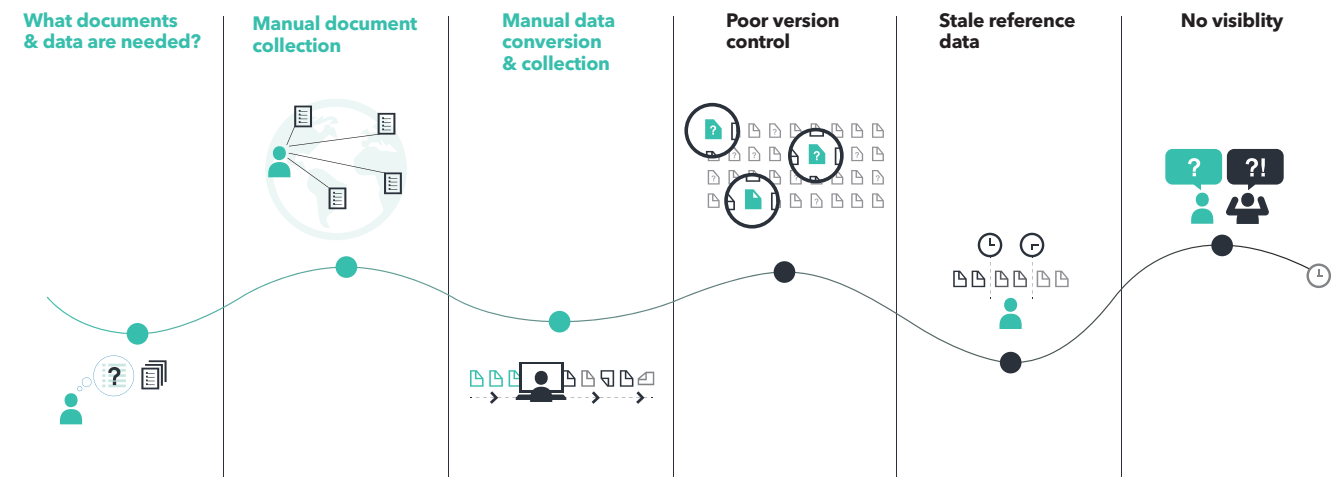 What documents
& data are needed?
Manual document
collection
Manual data
conversion
& collection
Poor version
control
Stale reference
data
No visiblity
?
?
?
?
?
?!